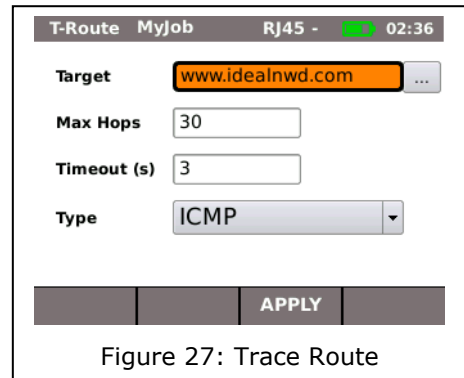 T-Route MyJob RJ45 - 02:36
Target www.idealnwd.com ...
Max Hops 30
Timeout (s) 3
Type ICMP
APPLY
Figure 27: Trace Route